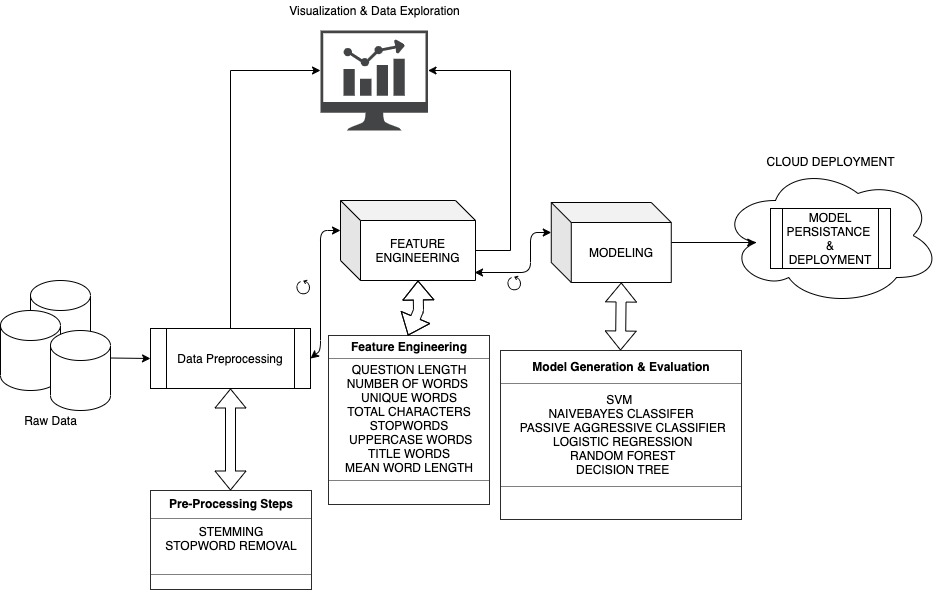 Visualization & Data Exploration
CLOUD DEPLOYMENT
MODEL
PERSISTANCE
&
DEPLOYMENT
FEATURE
ENGINEERING
MODELING
Data Preprocessing
Raw Data
Feature Engineering
QUESTION LENGTH
NUMBER OF WORDS
UNIQUE WORDS
TOTAL CHARACTERS
STOPWORDS
UPPERCASE WORDS
TITLE WORDS
MEAN WORD LENGTH
Model Generation & Evaluation
SVM
NAIVEBAYES CLASSIFER
PASSIVE AGGRESSIVE CLASSIFIER
LOGISTIC REGRESSION
RANDOM FOREST
DECISION TREE
Pre-Processing Steps
STEMMING
STOPWORD REMOVAL